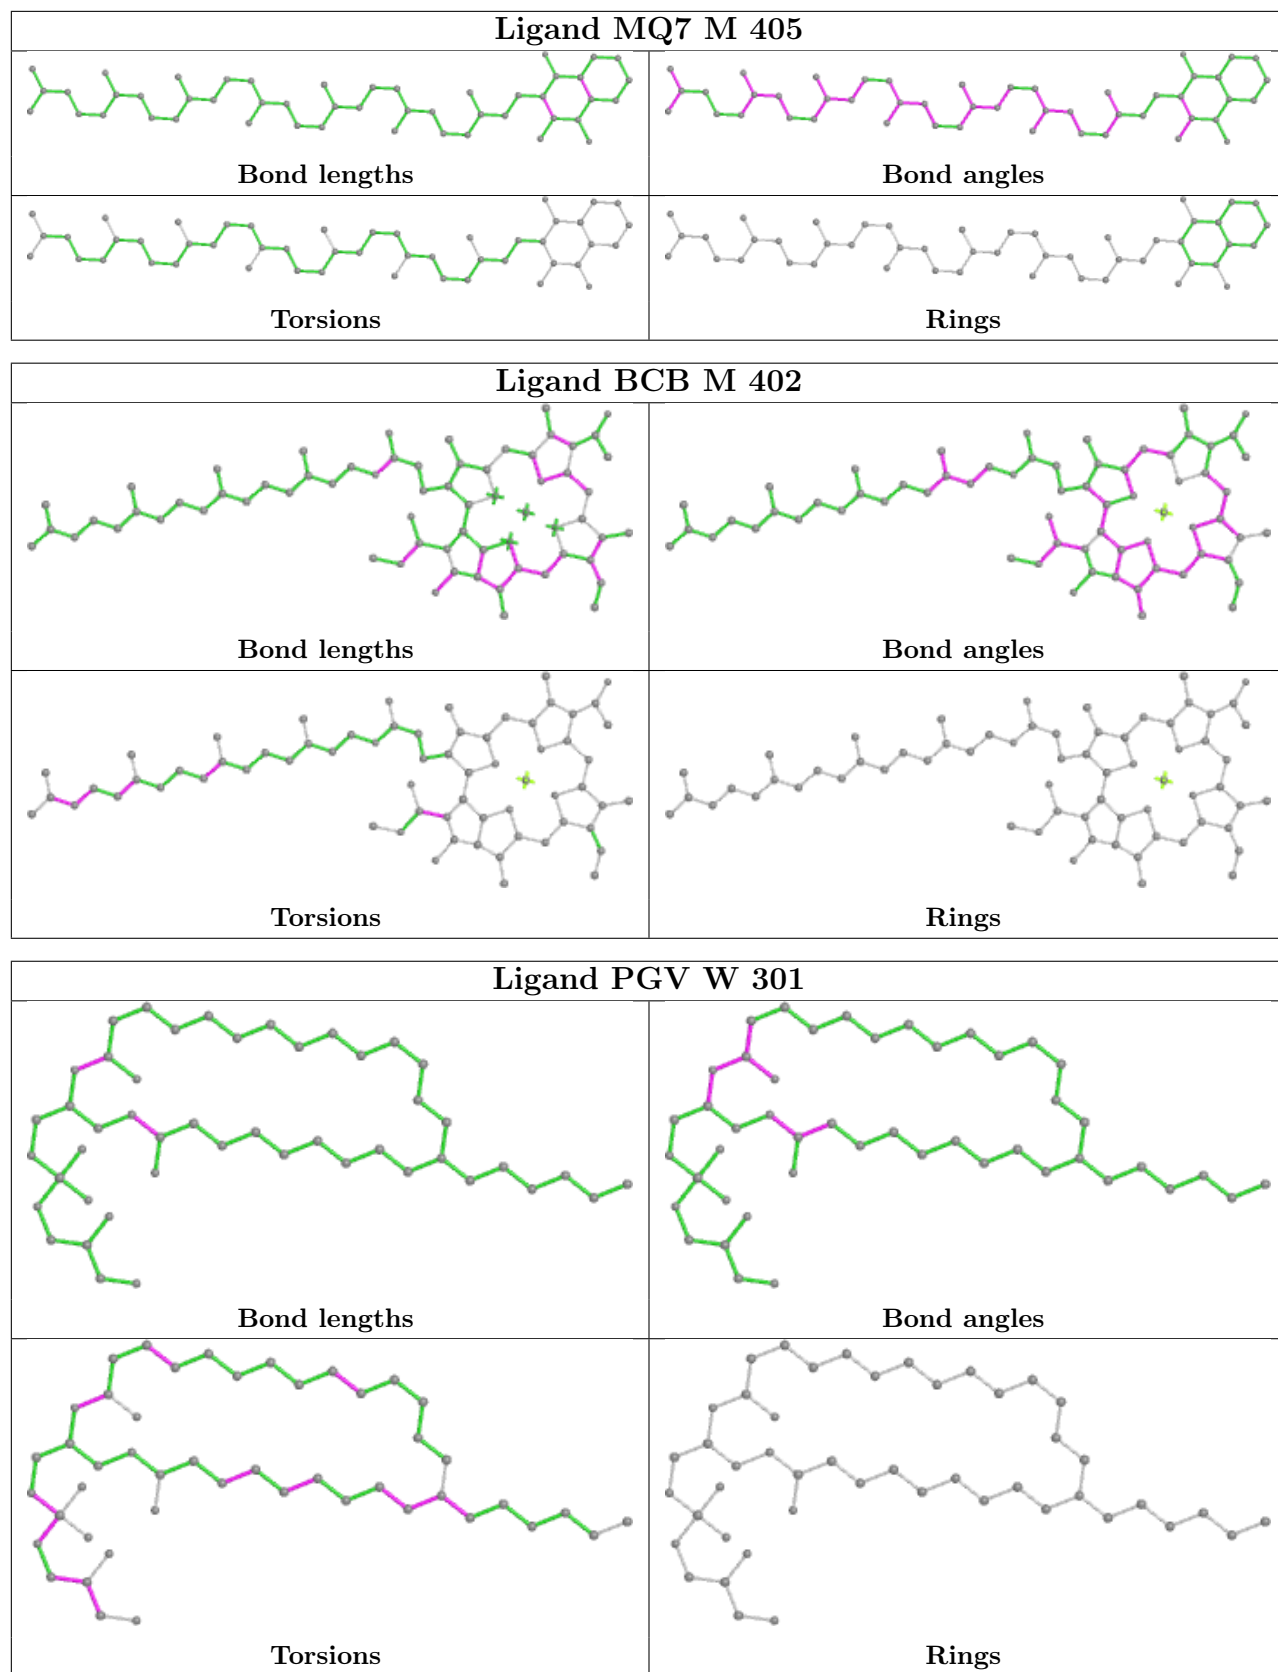 Ligand MQ7 M 405
Bond lengths
Bond angles
Torsions
Rings
Ligand BCB M 402
Bond lengths
Bond angles
Torsions
Rings
Ligand PGV W 301
Bond lengths
Bond angles
Torsions
Rings